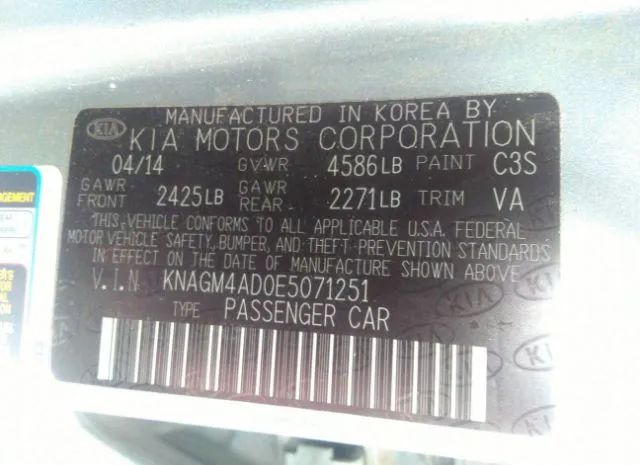 MANUFACTURED IN KOREA BY
KIA KIA MOTORS CORPORATION
04/14 GVWR 4586LB PAINT C3S
GAWR FRONT 2425LB GAWR REAR 2271LB TRIM VA
THIS VEHICLE CONFORMS TO ALL APPLICABLE U.S.A. FEDERAL
MOTOR VEHICLE SAFETY, BUMPER, AND THEFT PREVENTION STANDARDS
IN EFFECT ON THE DATE OF MANUFACTURE SHOWN ABOVE
V.I.N KNAGM4AD0E5071251
TYPE PASSENGER CAR